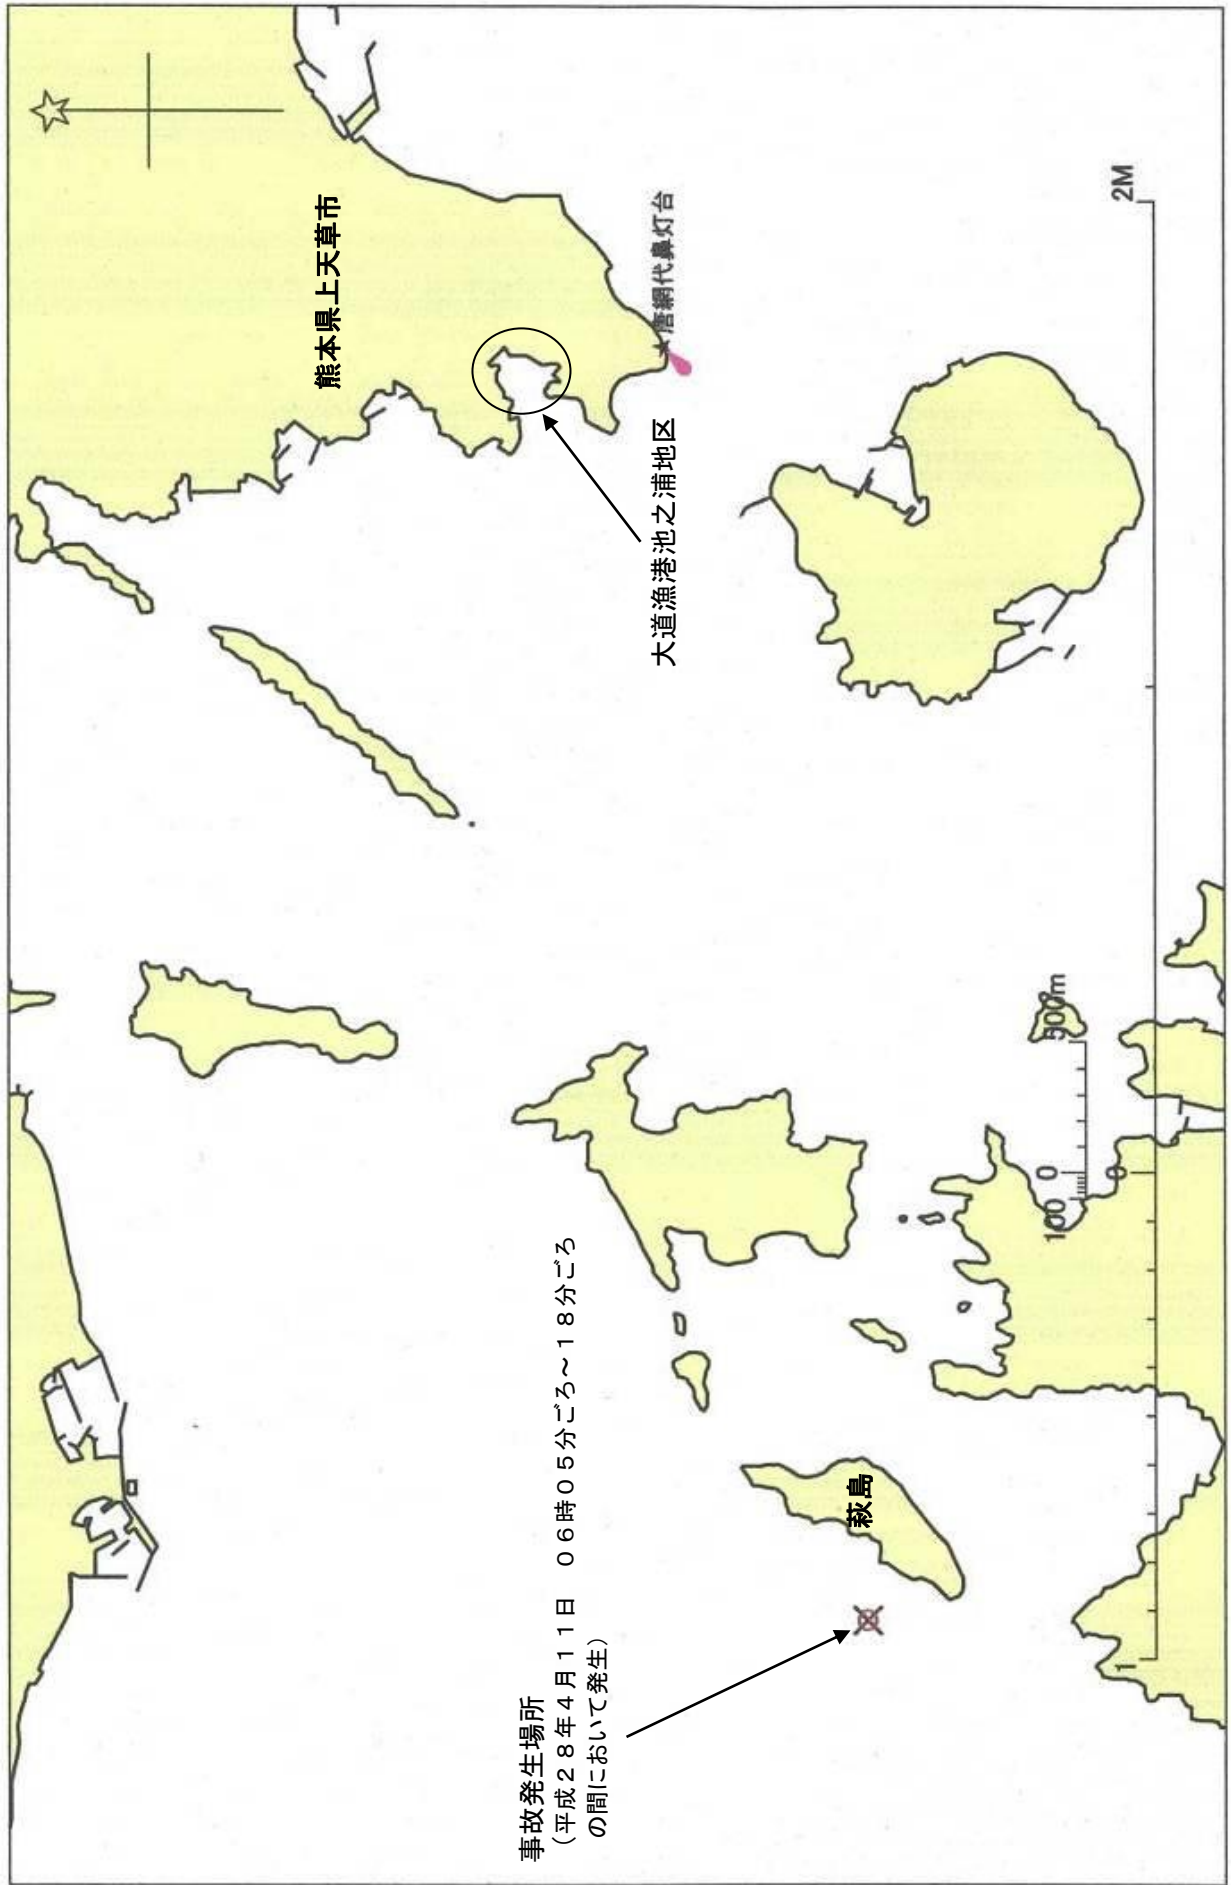 熊本県上天草市
唐網代鼻灯台
大道漁港池之浦地区
事故発生場所
(平成28年4月11日 06時05分ごろ~18分ごろ
の間において発生)
萩島
100 0 500m
1 0 2M